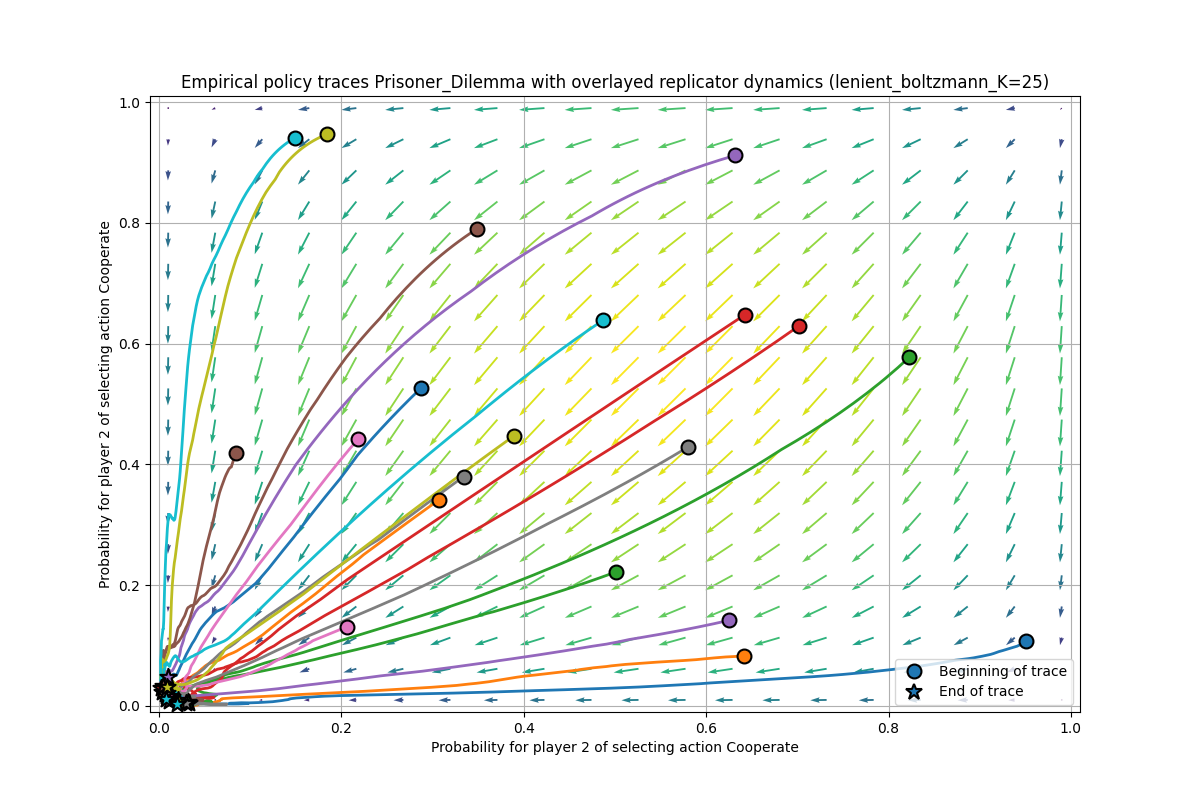 Empirical policy traces Prisoner_Dilemma with overlayed replicator dynamics (lenient_boltzmann_K=25)
Probability for player 2 of selecting action Cooperate
1.0
0.8
0.6
0.4
0.2
0.0
Beginning of trace
End of trace
0.0 0.2 0.4 0.6 0.8 1.0
Probability for player 2 of selecting action Cooperate